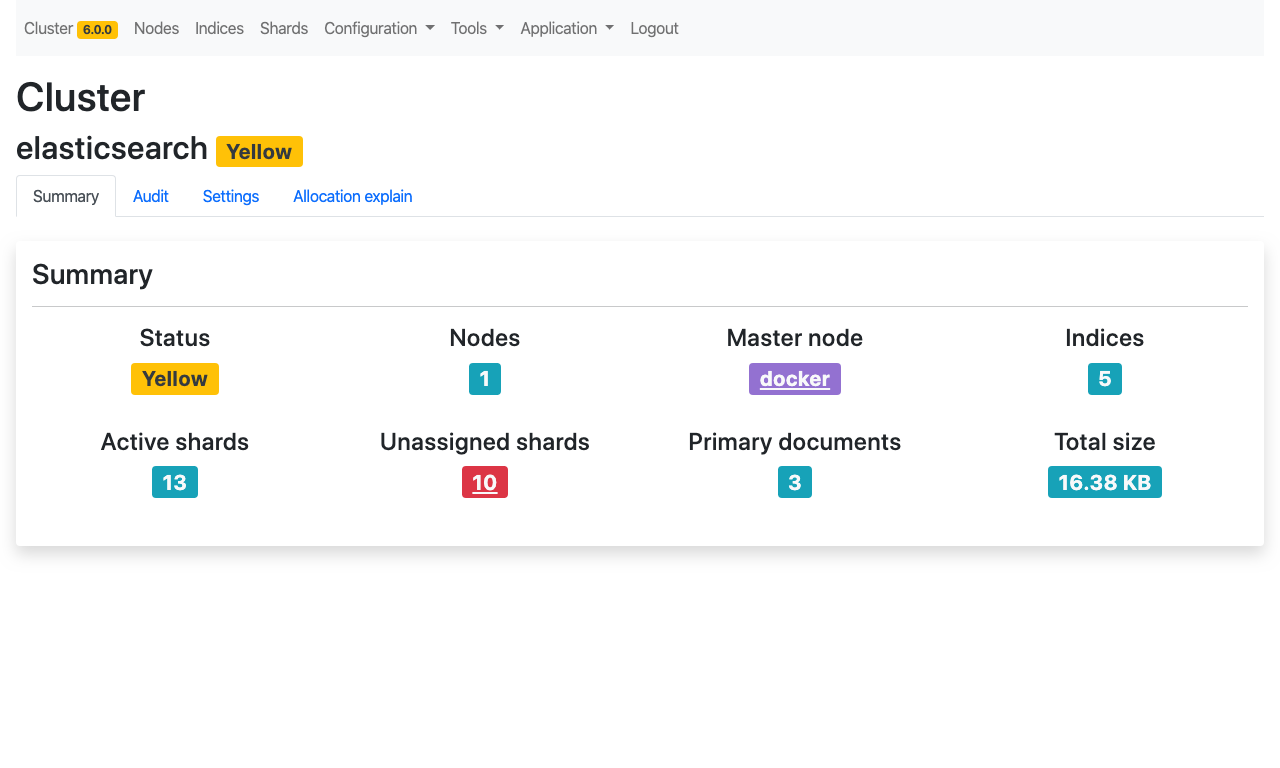 Cluster 6.0.0 Nodes Indices Shards Configuration Tools Application Logout
Cluster
elasticsearch Yellow
Summary Audit Settings Allocation explain
Summary
Status Nodes Master node Indices
Yellow 1 docker 5
Active shards Unassigned shards Primary documents Total size
13 10 3 16.38 KB